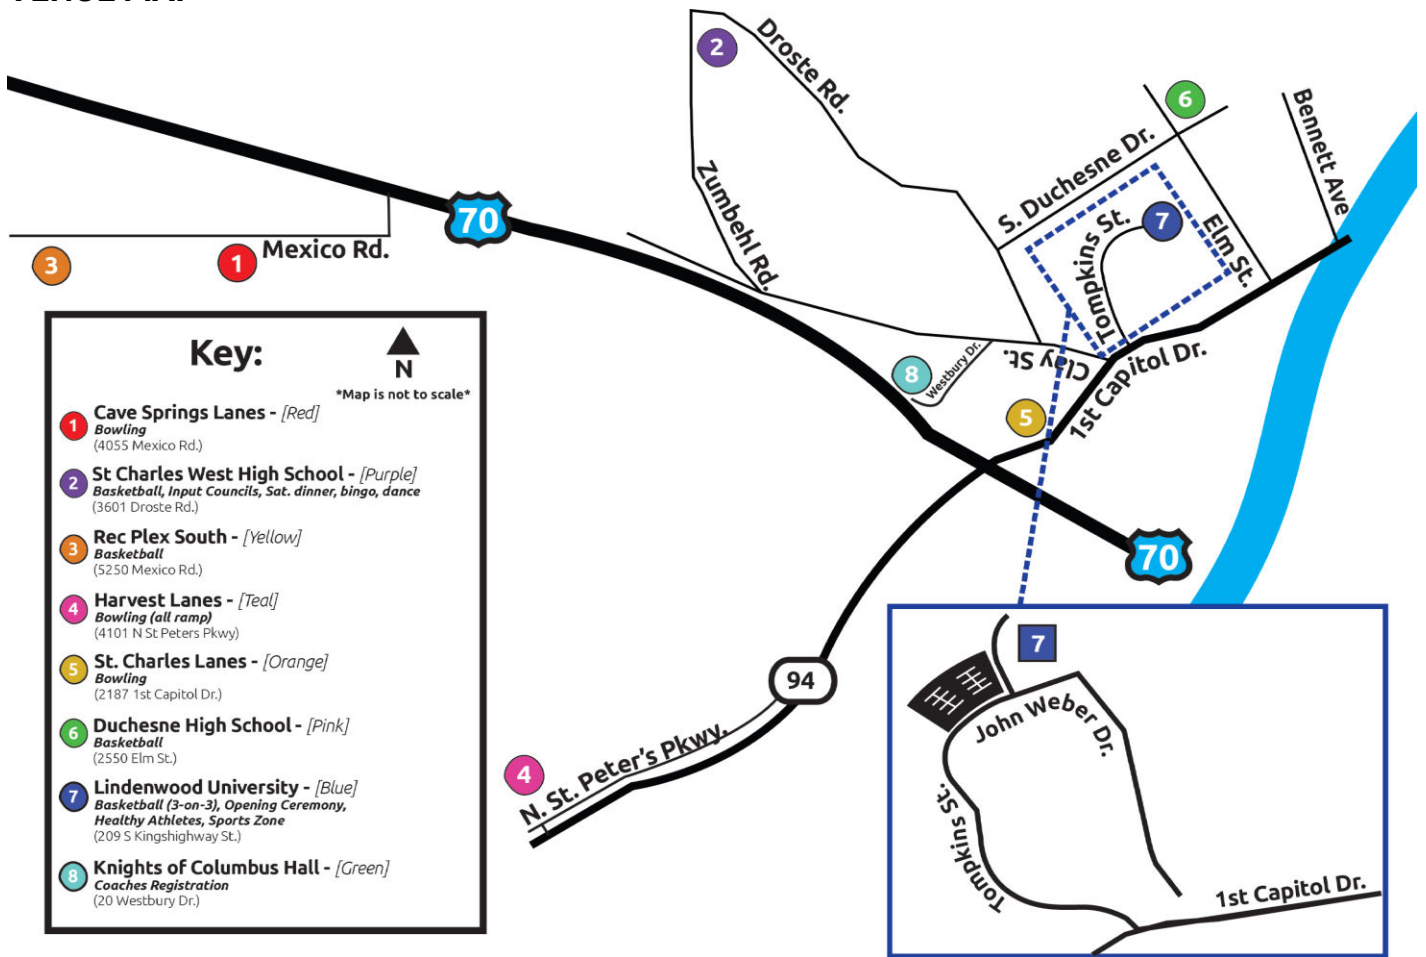 2
Droste Rd.
6
Bennett Ave
S. Duchesne Dr.
Zumbehl Rd.
7
Tompkins St.
Elm St.
70
Mexico Rd.
3
1
Key:
N
*Map is not to scale*
1 Cave Springs Lanes - [Red]
Bowling
(4055 Mexico Rd.)
2 St Charles West High School - [Purple]
Basketball, Input Councils, Sat. dinner, bingo, dance
(3601 Droste Rd.)
3 Rec Plex South - [Yellow]
Basketball
(5250 Mexico Rd.)
4 Harvest Lanes - [Teal]
Bowling (all ramp)
(4101 N St Peters Pkwy)
5 St. Charles Lanes - [Orange]
Bowling
(2187 1st Capitol Dr.)
6 Duchesne High School - [Pink]
Basketball
(2550 Elm St.)
7 Lindenwood University - [Blue]
Basketball (3-on-3), Opening Ceremony,
Healthy Athletes, Sports Zone
(209 S Kingshighway St.)
8 Knights of Columbus Hall - [Green]
Coaches Registration
(20 Westbury Dr.)
8
Westbury Dr.
Clay St.
1st Capitol Dr.
5
70
94
N. St. Peter's Pkwy.
4
7
John Weber Dr.
Tompkins St.
1st Capitol Dr.